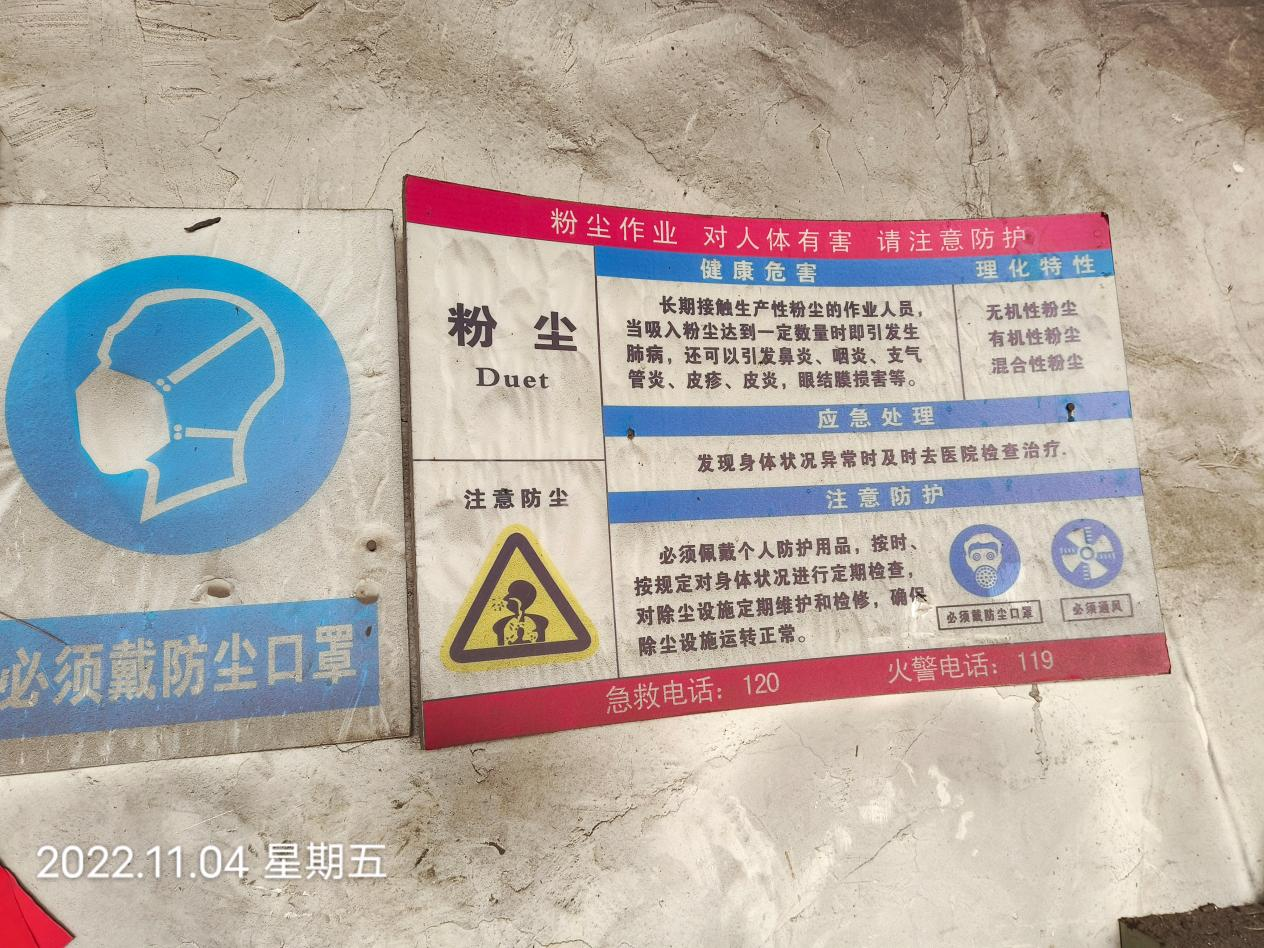 必须戴防尘口罩
粉尘作业 对人体有害 请注意防护
粉 尘
Duet
注意防尘
健康危害
长期接触生产性粉尘的作业人员，
当吸入粉尘达到一定数量时即引发生
肺病，还可以引发鼻炎、咽炎、支气
管炎、皮疹、皮炎，眼结膜损害等。
理化特性
无机性粉尘
有机性粉尘
混合性粉尘
应急处理
发现身体状况异常时及时去医院检查治疗.
注意防护
必须佩戴个人防护用品，按时、
按规定对身体状况进行定期检查，
对除尘设施定期维护和检修，确保
除尘设施运转正常。
必须戴防尘口罩
必须通风
急救电话：120
火警电话：119
2022.11.04 星期五